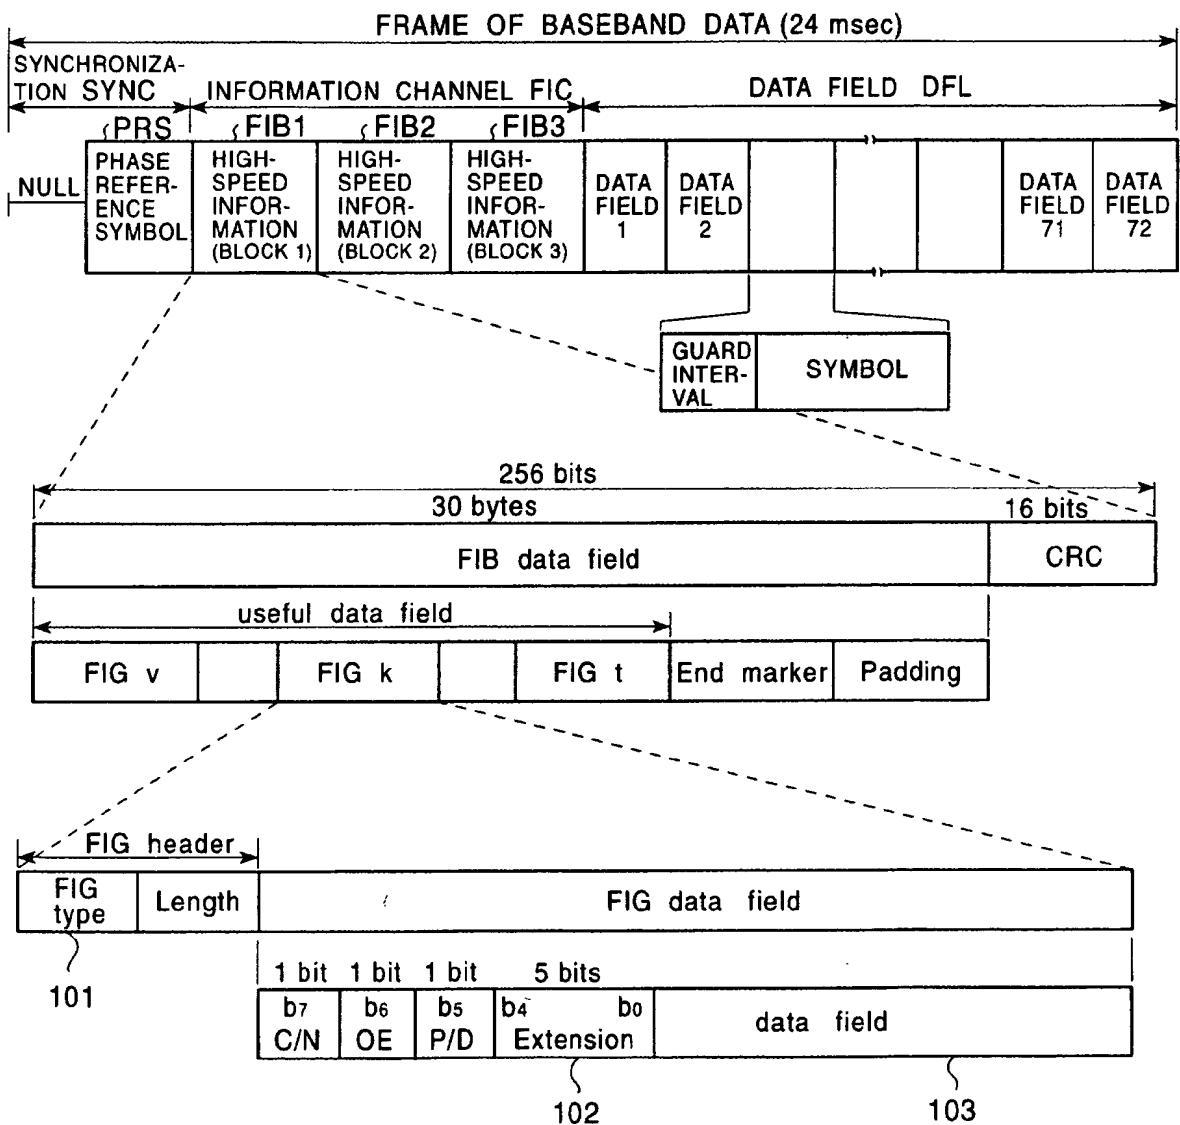 FRAME OF BASEBAND DATA (24 msec)
SYNCHRONIZA-
TION SYNC
INFORMATION CHANNEL FIC
DATA FIELD DFL
PRS
FIB1
FIB2
FIB3
NULL
PHASE
REFER-
ENCE
SYMBOL
HIGH-
SPEED
INFOR-
MATION
(BLOCK 1)
HIGH-
SPEED
INFOR-
MATION
(BLOCK 2)
HIGH-
SPEED
INFOR-
MATION
(BLOCK 3)
DATA
FIELD
1
DATA
FIELD
2
DATA
FIELD
71
DATA
FIELD
72
GUARD
INTER-
VAL
SYMBOL
256 bits
30 bytes
16 bits
FIB data field
CRC
useful data field
FIG v
FIG k
FIG t
End marker
Padding
FIG header
FIG
type
Length
FIG data field
101
1 bit
1 bit
1 bit
5 bits
b7
C/N
b6
OE
b5
P/D
b4 b0
Extension
data field
102
103